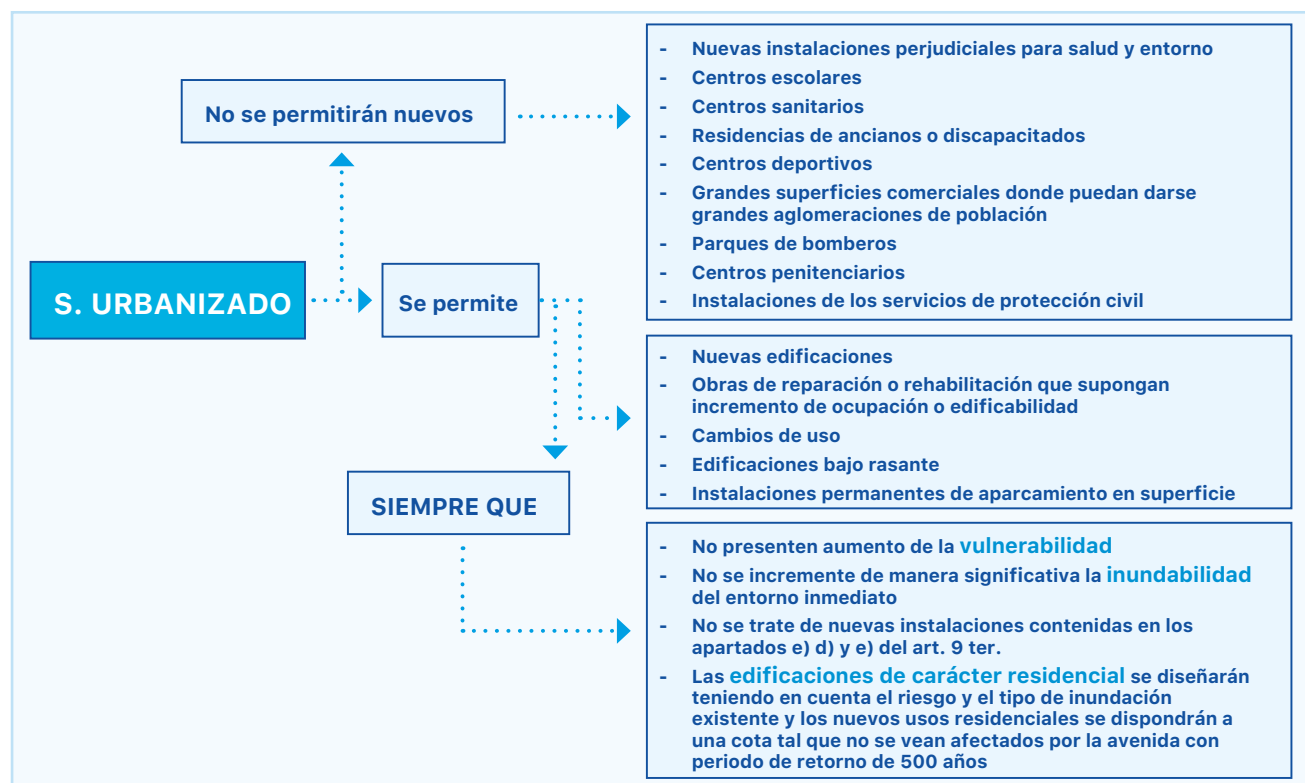 No se permitirán nuevos
S. URBANIZADO
Se permite
SIEMPRE QUE
- Nuevas instalaciones perjudiciales para salud y entorno
- Centros escolares
- Centros sanitarios
- Residencias de ancianos o discapacitados
- Centros deportivos
- Grandes superficies comerciales donde puedan darse
grandes aglomeraciones de población
- Parques de bomberos
- Centros penitenciarios
- Instalaciones de los servicios de protección civil
- Nuevas edificaciones
- Obras de reparación o rehabilitación que supongan
incremento de ocupación o edificabilidad
- Cambios de uso
- Edificaciones bajo rasante
- Instalaciones permanentes de aparcamiento en superficie
- No presenten aumento de la vulnerabilidad
- No se incremente de manera significativa la inundabilidad
del entorno inmediato
- No se trate de nuevas instalaciones contenidas en los
apartados e) d) y e) del art. 9 ter.
- Las edificaciones de carácter residencial se diseñarán
teniendo en cuenta el riesgo y el tipo de inundación
existente y los nuevos usos residenciales se dispondrán a
una cota tal que no se vean afectados por la avenida con
periodo de retorno de 500 años